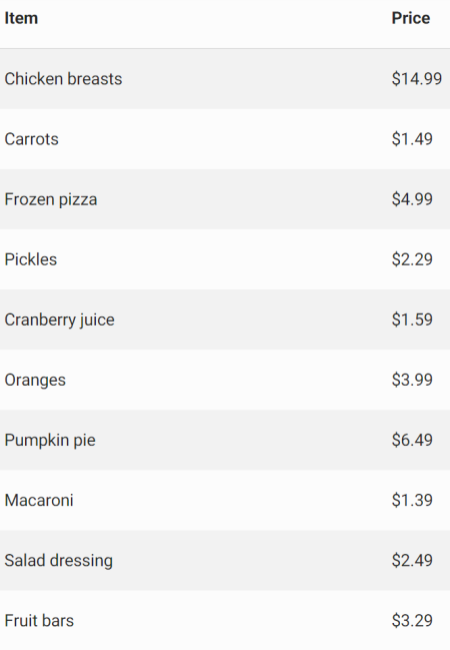 Item Price
Chicken breasts $14.99
Carrots $1.49
Frozen pizza $4.99
Pickles $2.29
Cranberry juice $1.59
Oranges $3.99
Pumpkin pie $6.49
Macaroni $1.39
Salad dressing $2.49
Fruit bars $3.29